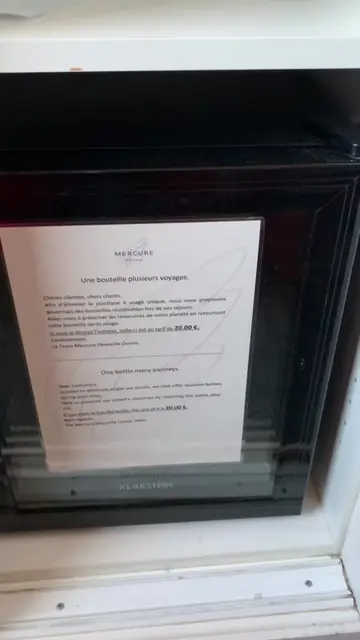 MERCURE
HOTELS
Une bouteille plusieurs voyages.
Chères clientes, chers clients,
Afin d'éliminer le plastique à usage unique, nous vous proposons
désormais des bouteilles réutilisables lors de vos séjours.
Aidez-nous à préserver les ressources de notre planète en retournant
votre bouteille après usage.
Si vous le désirez l'acheter, celle-ci est au tarif de 20.00 €.
Cordialement,
La Team Mercure Deauville Centre.
One bottle many journeys.
Dear customers,
In order to eliminate single use plastic, we now offer reusable bottles
during your stay.
Help us preserve our planet's resources by returning this bottle after
use.
If you wish to buy the bottle, the cost of it is 20.00 €.
Best regards,
The Mercure Deauville Centre Team.
KLARSTEIN